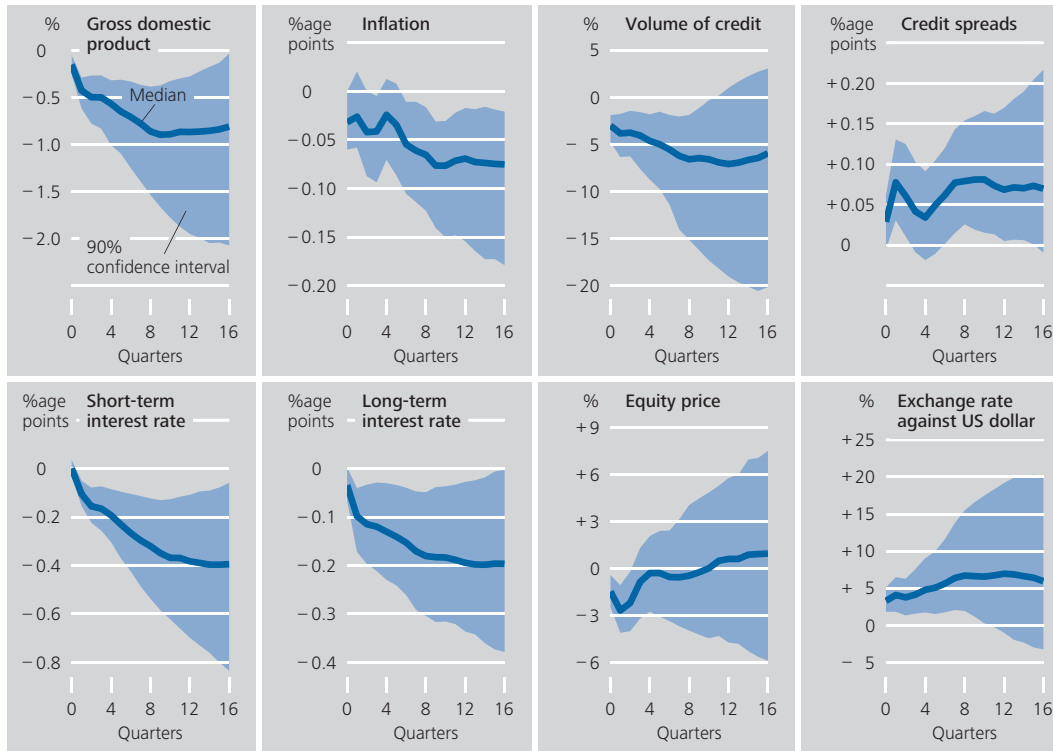 %
Gross domestic
product
0
−0.5
−1.0
−1.5
−2.0
Median
90%
confidence interval
0 4 8 12 16
Quarters
%age
points
Inflation
0
−0.05
−0.10
−0.15
−0.20
0 4 8 12 16
Quarters
%
Volume of credit
5
0
− 5
−10
−15
−20
0 4 8 12 16
Quarters
%age
points
Credit spreads
+0.20
+0.15
+0.10
+0.05
0
0 4 8 12 16
Quarters
%age
points
Short-term
interest rate
0
−0.2
−0.4
−0.6
−0.8
0 4 8 12 16
Quarters
%age
points
Long-term
interest rate
0
−0.1
−0.2
−0.3
−0.4
0 4 8 12 16
Quarters
%
Equity price
+9
+6
+3
0
−3
−6
0 4 8 12 16
Quarters
%
Exchange rate
against US dollar
+25
+20
+15
+10
+ 5
0
− 5
0 4 8 12 16
Quarters